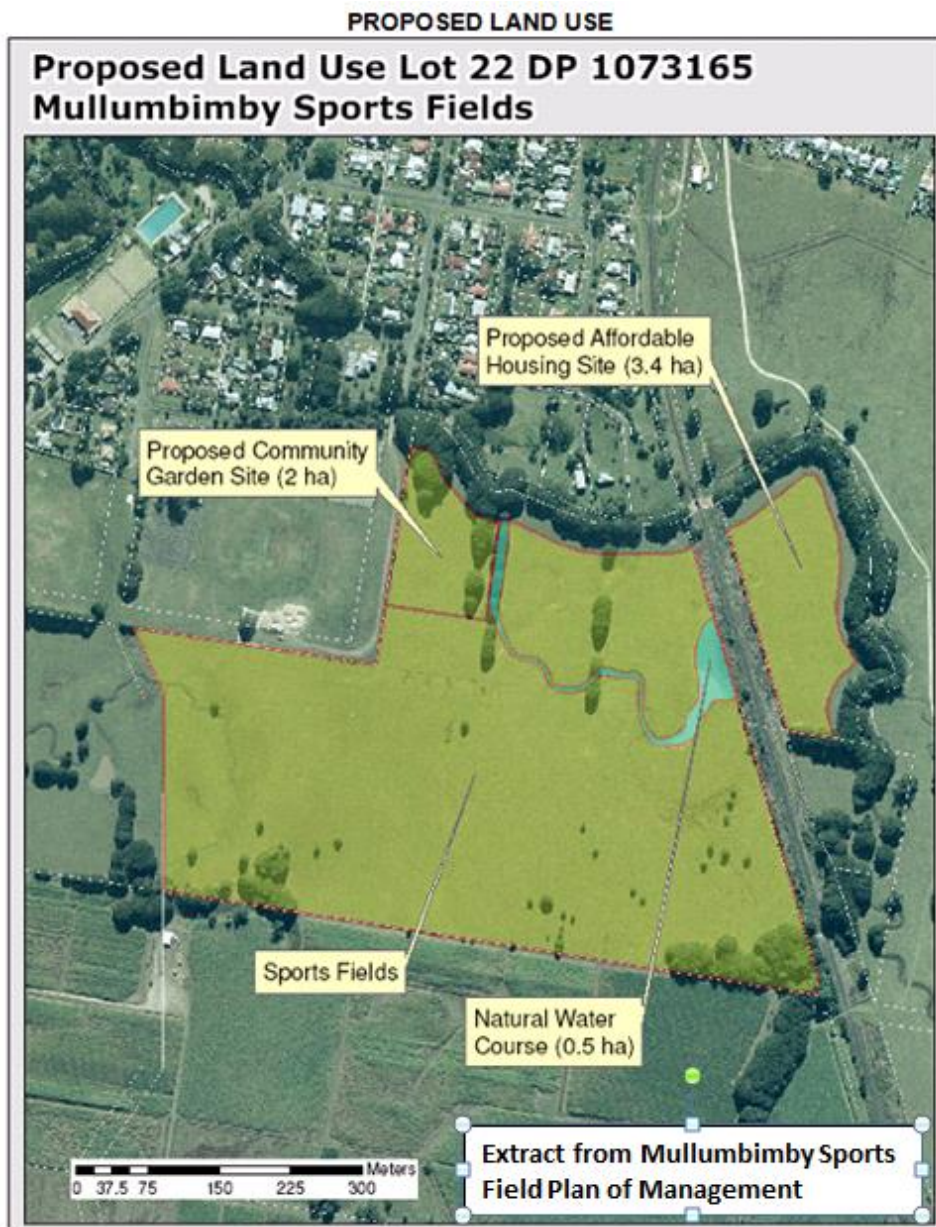 PROPOSED LAND USE
Proposed Land Use Lot 22 DP 1073165
Mullumbimby Sports Fields
Proposed Affordable
Housing Site (3.4 ha)
Proposed Community
Garden Site (2 ha)
Sports Fields
Natural Water
Course (0.5 ha)
Meters
0 37.5 75 150 225 300
Extract from Mullumbimby Sports
Field Plan of Management